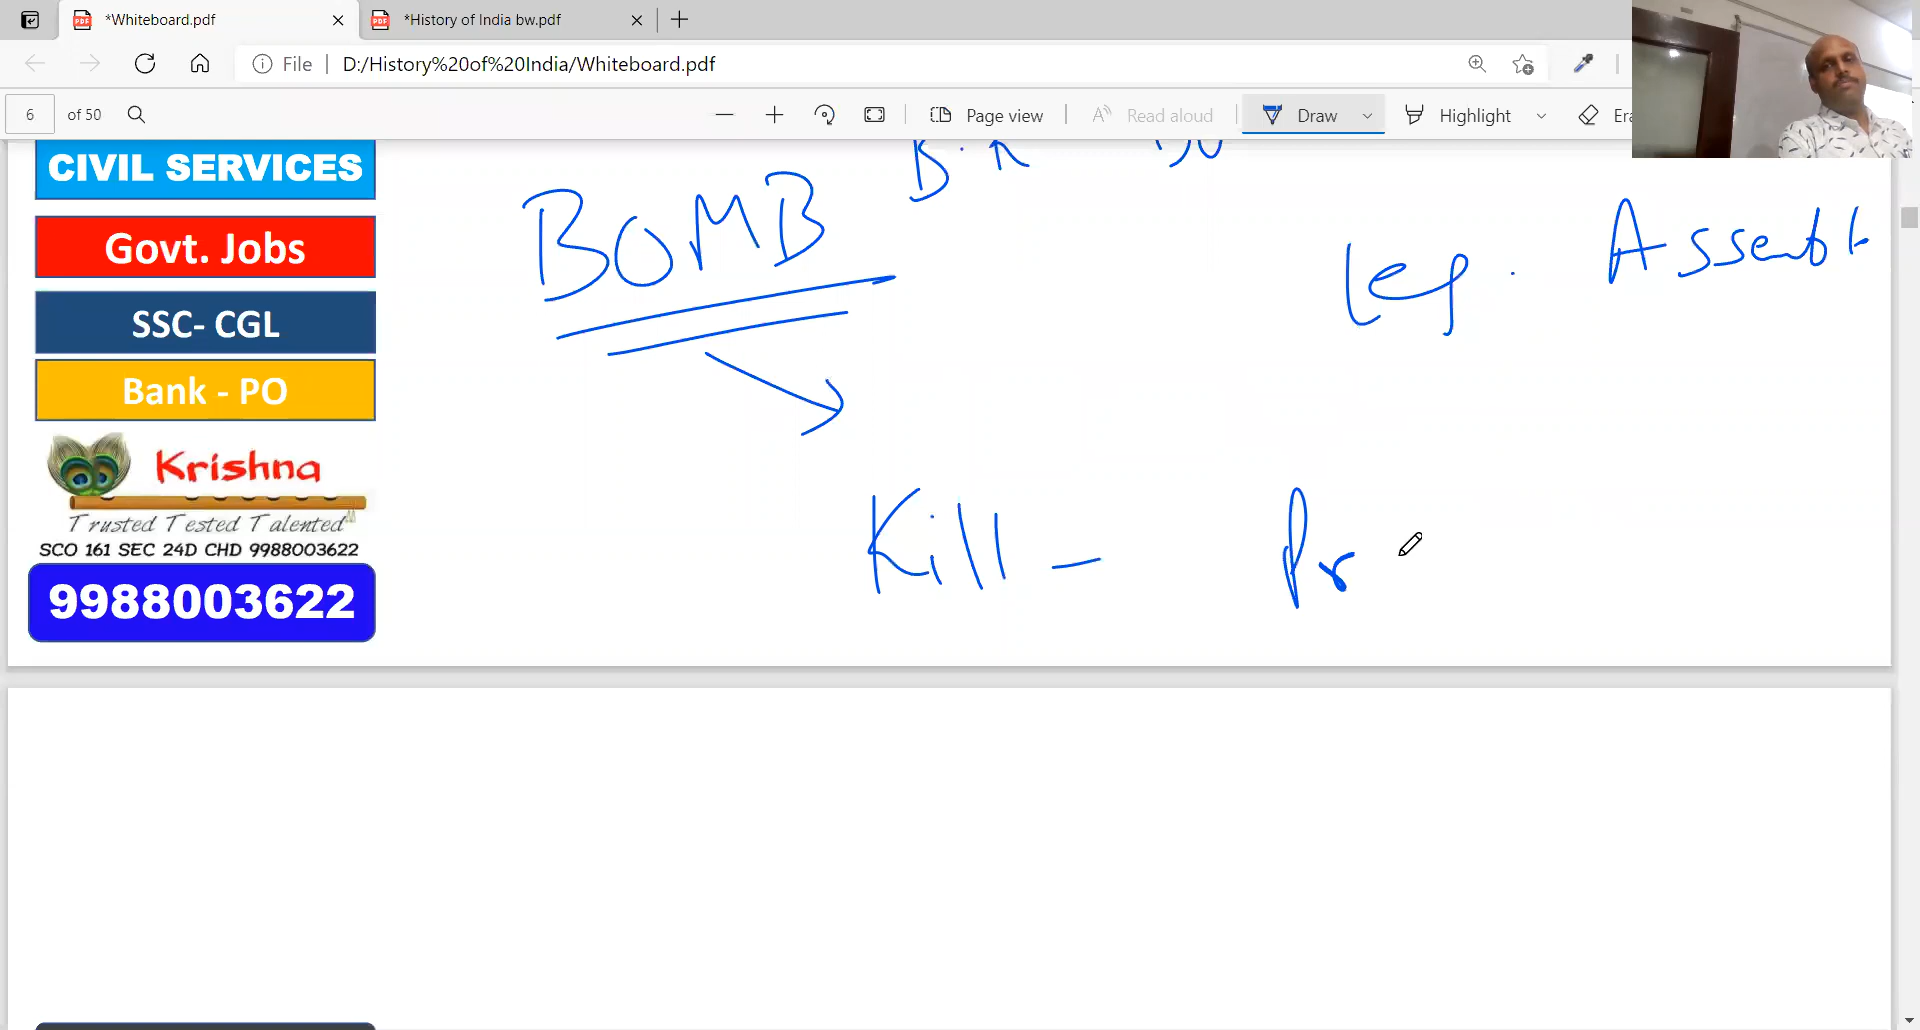 *Whiteboard.pdf
*History of India bw.pdf
File
D:/History%20of%20India/Whiteboard.pdf
6 of 50
Page view
Read aloud
Draw
Highlight
CIVIL SERVICES
BOMB
Leg. Assembl
Govt. Jobs
SSC- CGL
Bank - PO
Krishna
Trusted Tested Talented
Kill – Pr
SCO 161 SEC 24D CHD 9988003622
9988003622